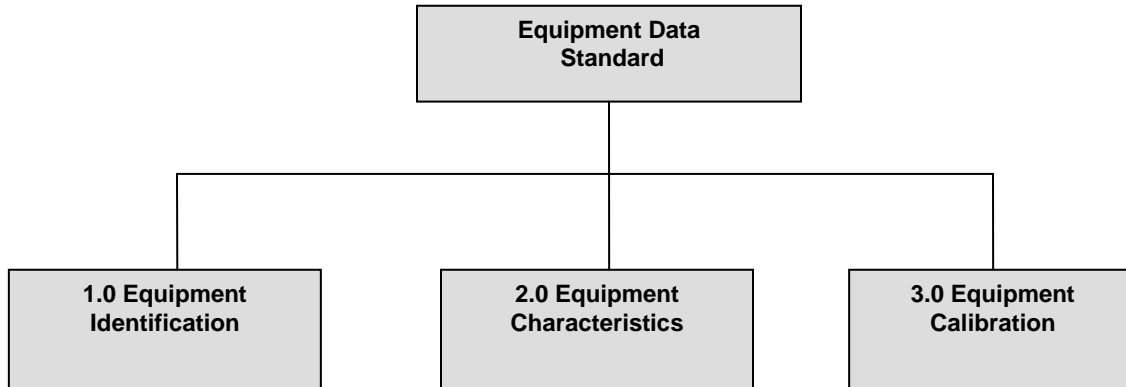 Equipment Data
Standard
1.0 Equipment
Identification
2.0 Equipment
Characteristics
3.0 Equipment
Calibration